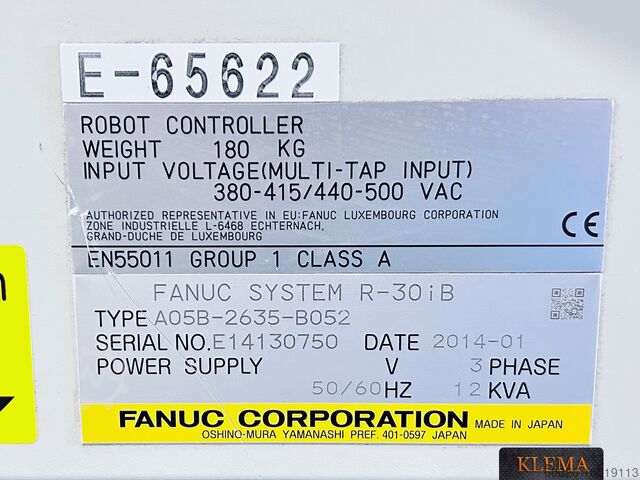 E-65622
ROBOT CONTROLLER
WEIGHT 180 KG
INPUT VOLTAGE(MULTI-TAP INPUT)
380-415/440-500 VAC
AUTHORIZED REPRESENTATIVE IN EU:FANUC LUXEMBOURG CORPORATION
ZONE INDUSTRIELLE L-6468 ECHTERNACH,
GRAND-DUCHE DE LUXEMBOURG
CE
EN55011 GROUP 1 CLASS A
FANUC SYSTEM R-30iB
TYPE A05B-2635-B052
SERIAL NO.E14130750 DATE 2014-01
POWER SUPPLY V 3 PHASE
50/60HZ 12 KVA
FANUC CORPORATION MADE IN JAPAN
OSHINO-MURA YAMANASHI PREF. 401-0597 JAPAN
KLEMA